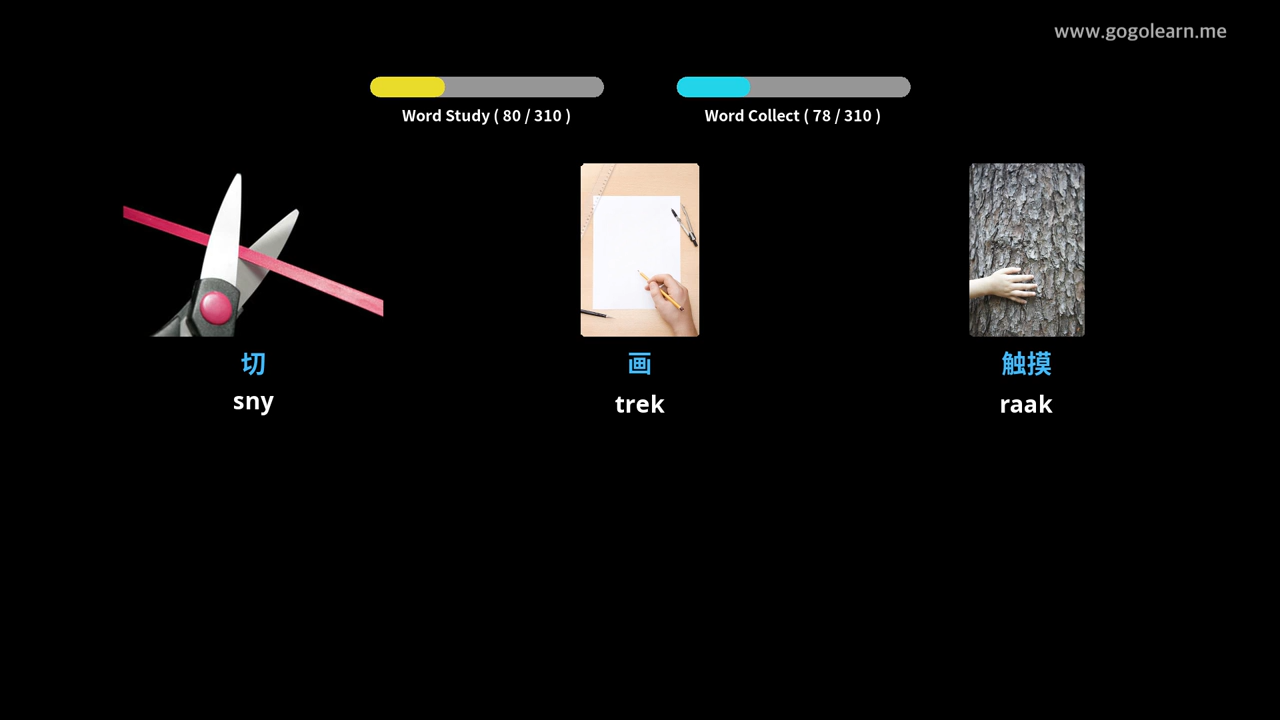 www.gogolearn.me
Word Study ( 80 / 310 )
Word Collect ( 78 / 310 )
切
画
触摸
sny
trek
raak